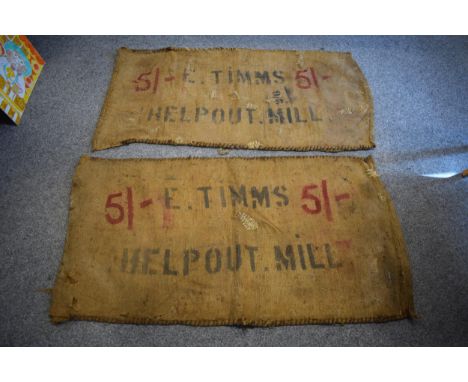 5/- E. TIMMS 5/-
HELPOUT. MILL.
5/- E. TIMMS 5/-
HELPOUT. MILL